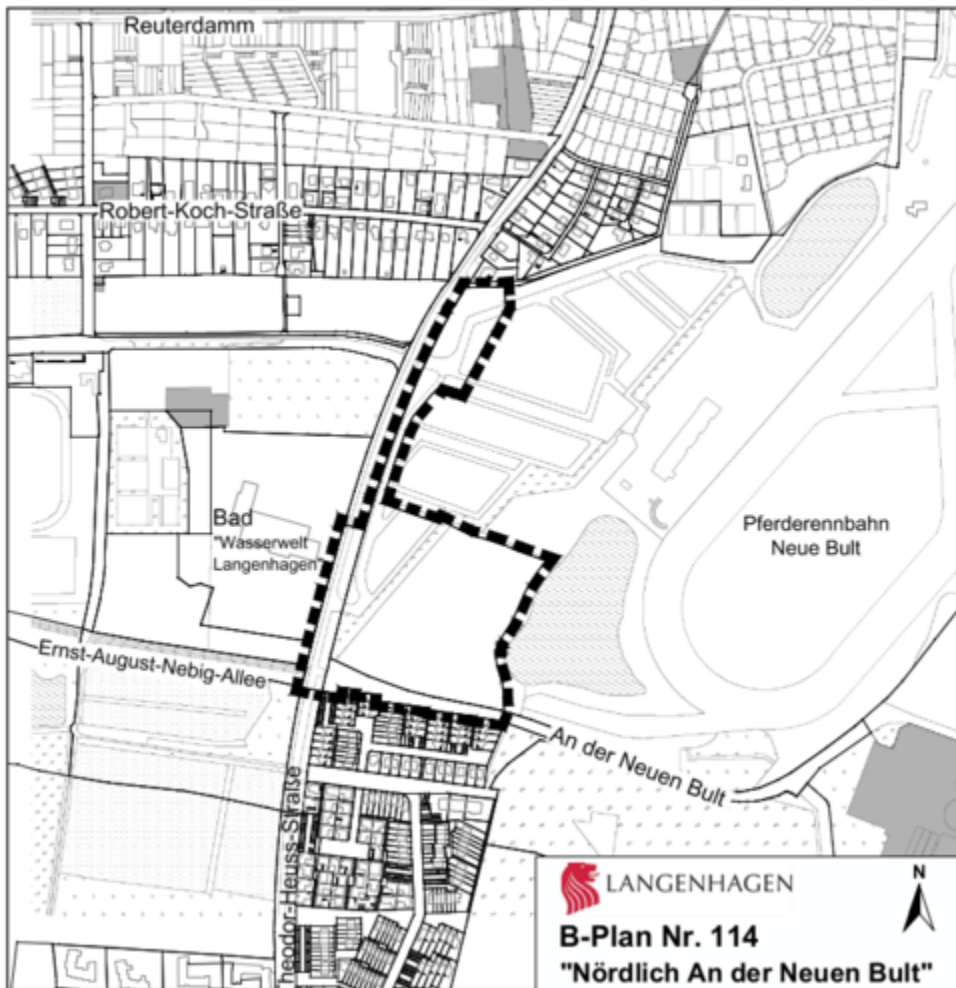 Reuterdamm
Robert-Koch-Straße
Bad
"Wasserwelt
Langenhagen"
Pferderennbahn
Neue Bult
Ernst-August-Nebig-Allee
An der Neuen Bult
heodor-Heuss-Straße
LANGENHAGEN
N
B-Plan Nr. 114
"Nördlich An der Neuen Bult"